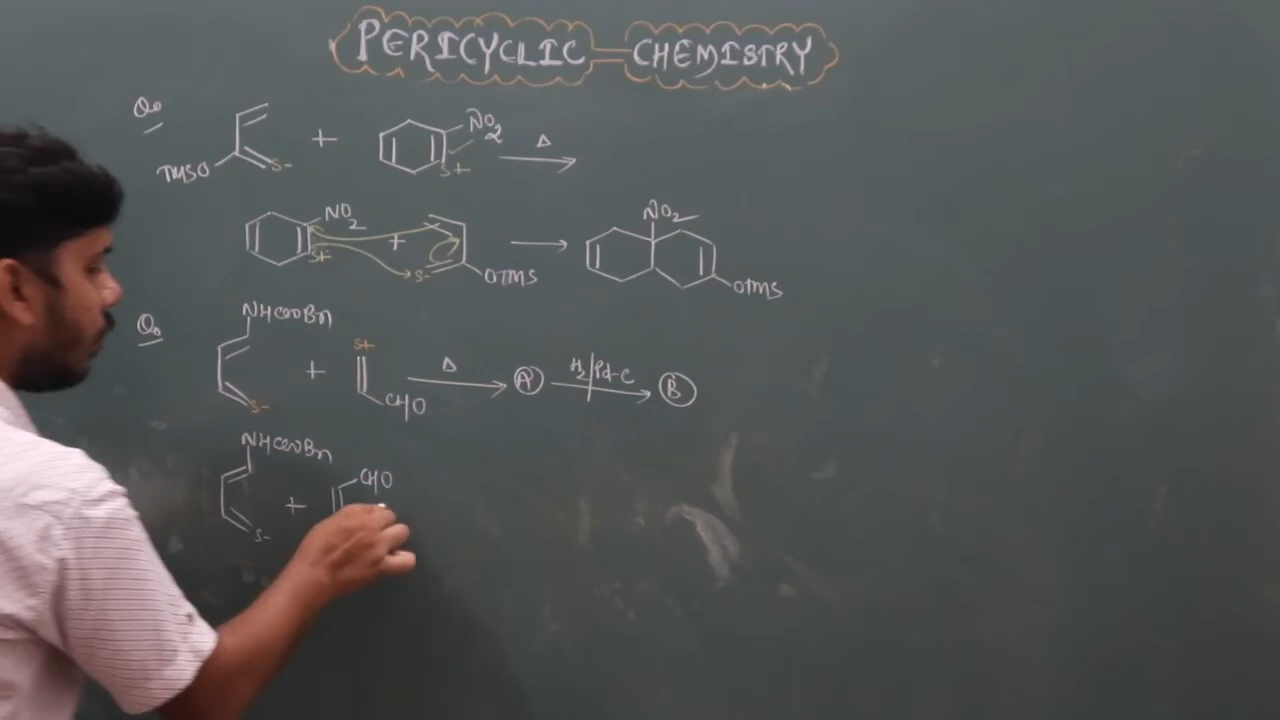 PERICYCLIC - CHEMISTRY
Q. TMSO δ- + NO2 δ+ Δ
NO2 δ+ + δ- OTMS NO2 OTMS
Q. NHCOOBn δ- + δ+ CHO Δ A H2/Pd-C B
NHCOOBn δ- + CHO